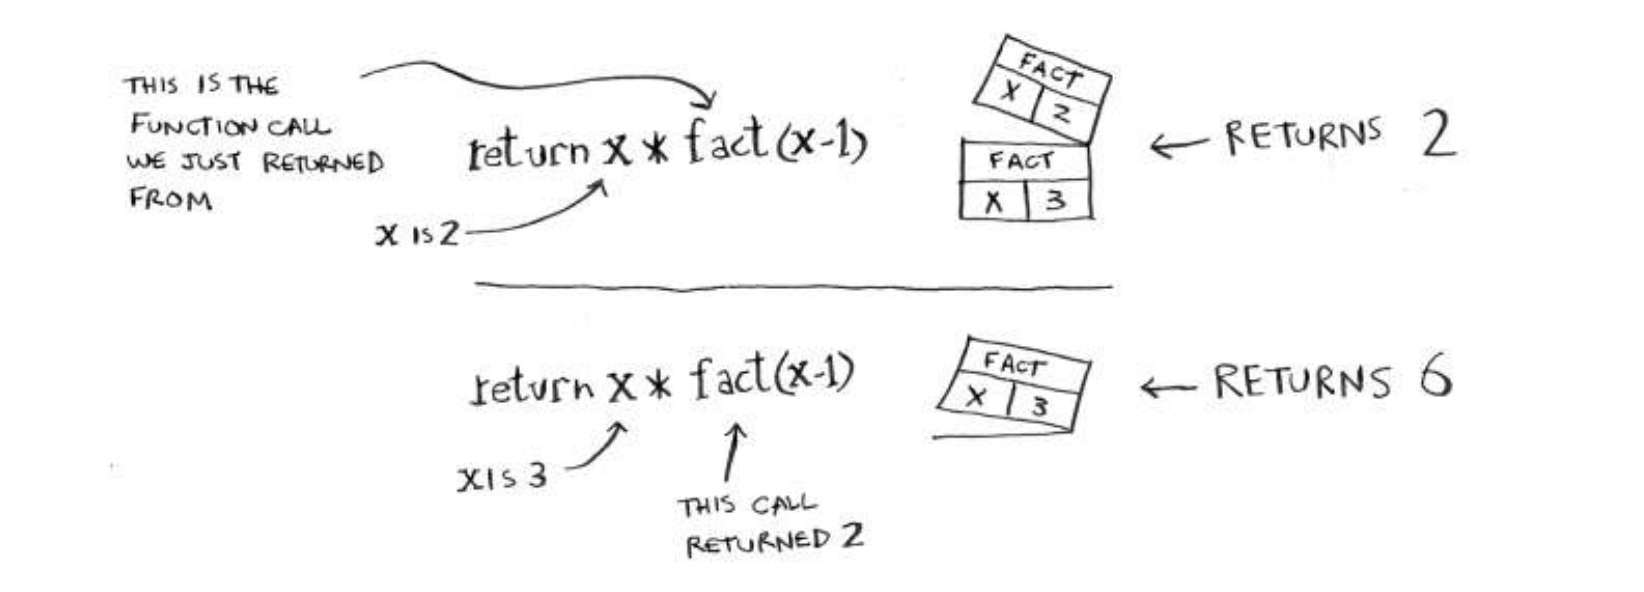 THIS IS THE
FUNCTION CALL
WE JUST RETURNED
FROM
return x * fact(x-1)
x is 2
FACT
X 2
FACT
X 3
← RETURNS 2
return x * fact(x-1)
x is 3
THIS CALL
RETURNED 2
FACT
X 3
← RETURNS 6